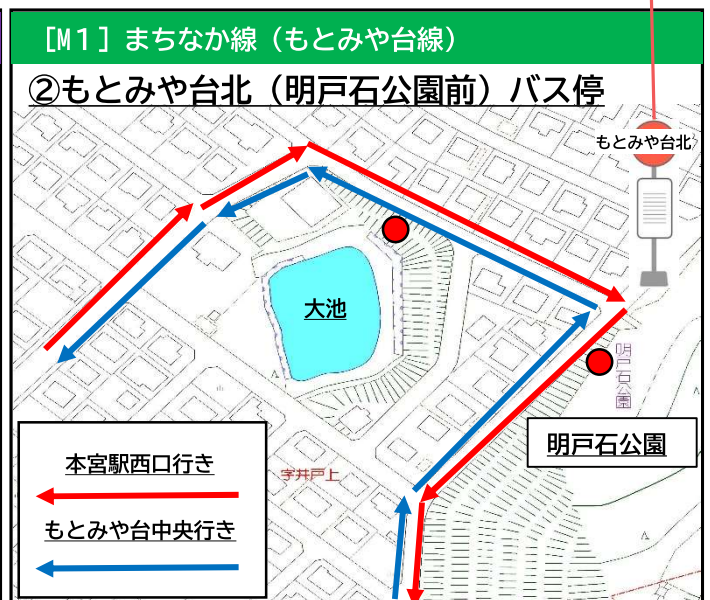 ［Ｍ１］まちなか線（もとみや台線）
②もとみや台北（明戸石公園前）バス停
もとみや台北
大池
明戸石公園
明戸石公園
本宮駅西口行き
字井戸上
もとみや台中央行き